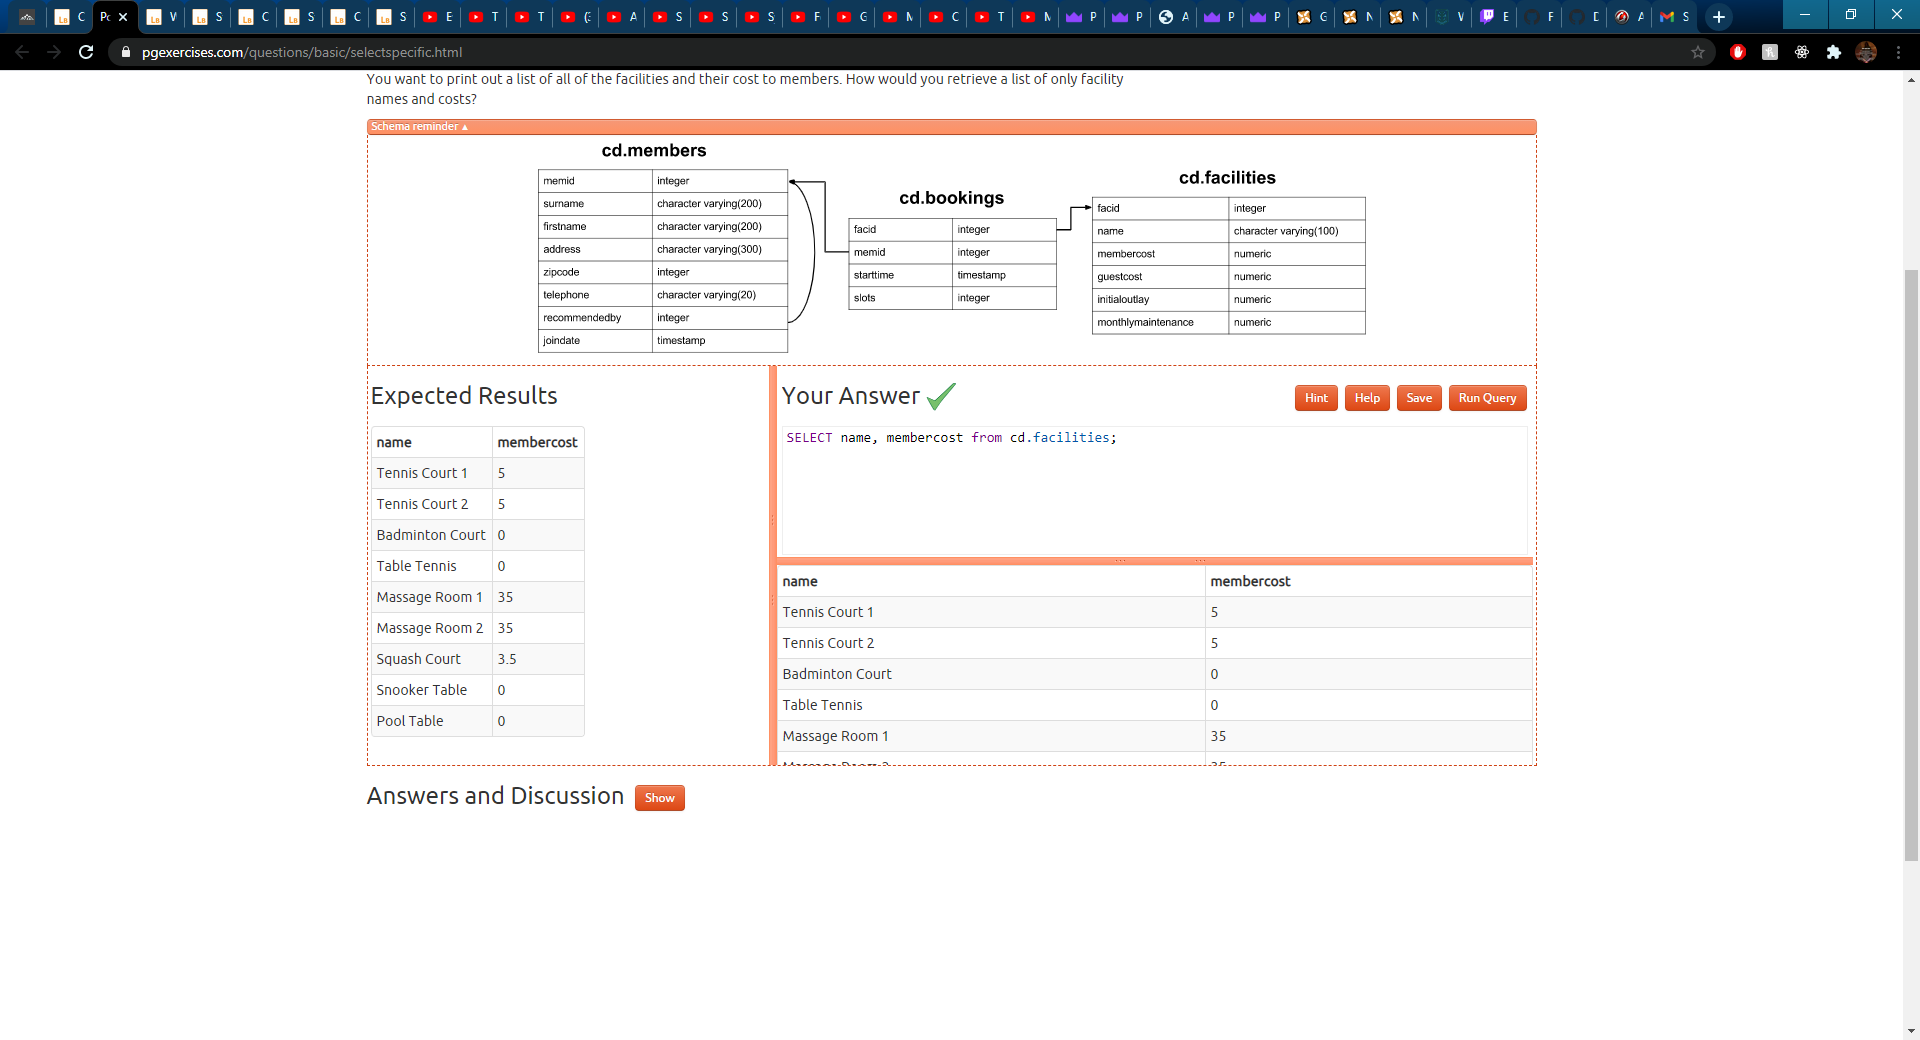 pgexercises.com/questions/basic/selectspecific.html
You want to print out a list of all of the facilities and their cost to members. How would you retrieve a list of only facility
names and costs?
Schema reminder ▴
cd.members
memid integer
surname character varying(200)
firstname character varying(200)
address character varying(300)
zipcode integer
telephone character varying(20)
recommendedby integer
joindate timestamp
cd.bookings
facid integer
memid integer
starttime timestamp
slots integer
cd.facilities
facid integer
name character varying(100)
membercost numeric
guestcost numeric
initialoutlay numeric
monthlymaintenance numeric
Expected Results
name membercost
Tennis Court 1 5
Tennis Court 2 5
Badminton Court 0
Table Tennis 0
Massage Room 1 35
Massage Room 2 35
Squash Court 3.5
Snooker Table 0
Pool Table 0
Your Answer
Hint Help Save Run Query
SELECT name, membercost from cd.facilities;
name membercost
Tennis Court 1 5
Tennis Court 2 5
Badminton Court 0
Table Tennis 0
Massage Room 1 35
Massage Room 2 35
Answers and Discussion Show